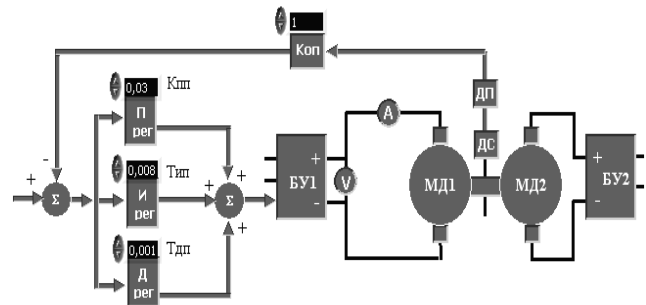 1
Коп
0,03 Кпп
П
рег
ДП
А
ДС
- 
+
+
0,008 Тип
И
рег
+
+
Σ
Σ
БУ1
+
-
V
МД1
МД2
+
-
БУ2
0,001 Тдп
+
Д
рег